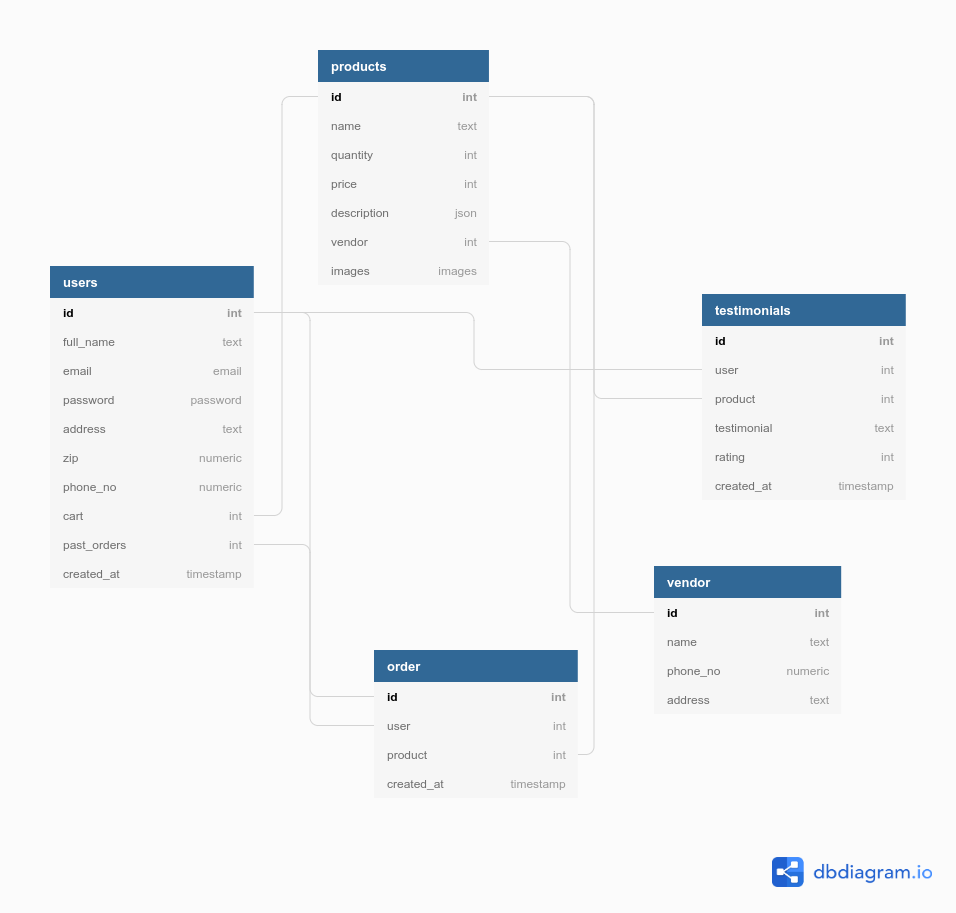 products
id int
name text
quantity int
price int
description json
vendor int
images images
users
id int
full_name text
email email
password password
address text
zip numeric
phone_no numeric
cart int
past_orders int
created_at timestamp
testimonials
id int
user int
product int
testimonial text
rating int
created_at timestamp
vendor
id int
name text
phone_no numeric
address text
order
id int
user int
product int
created_at timestamp
dbdiagram.io